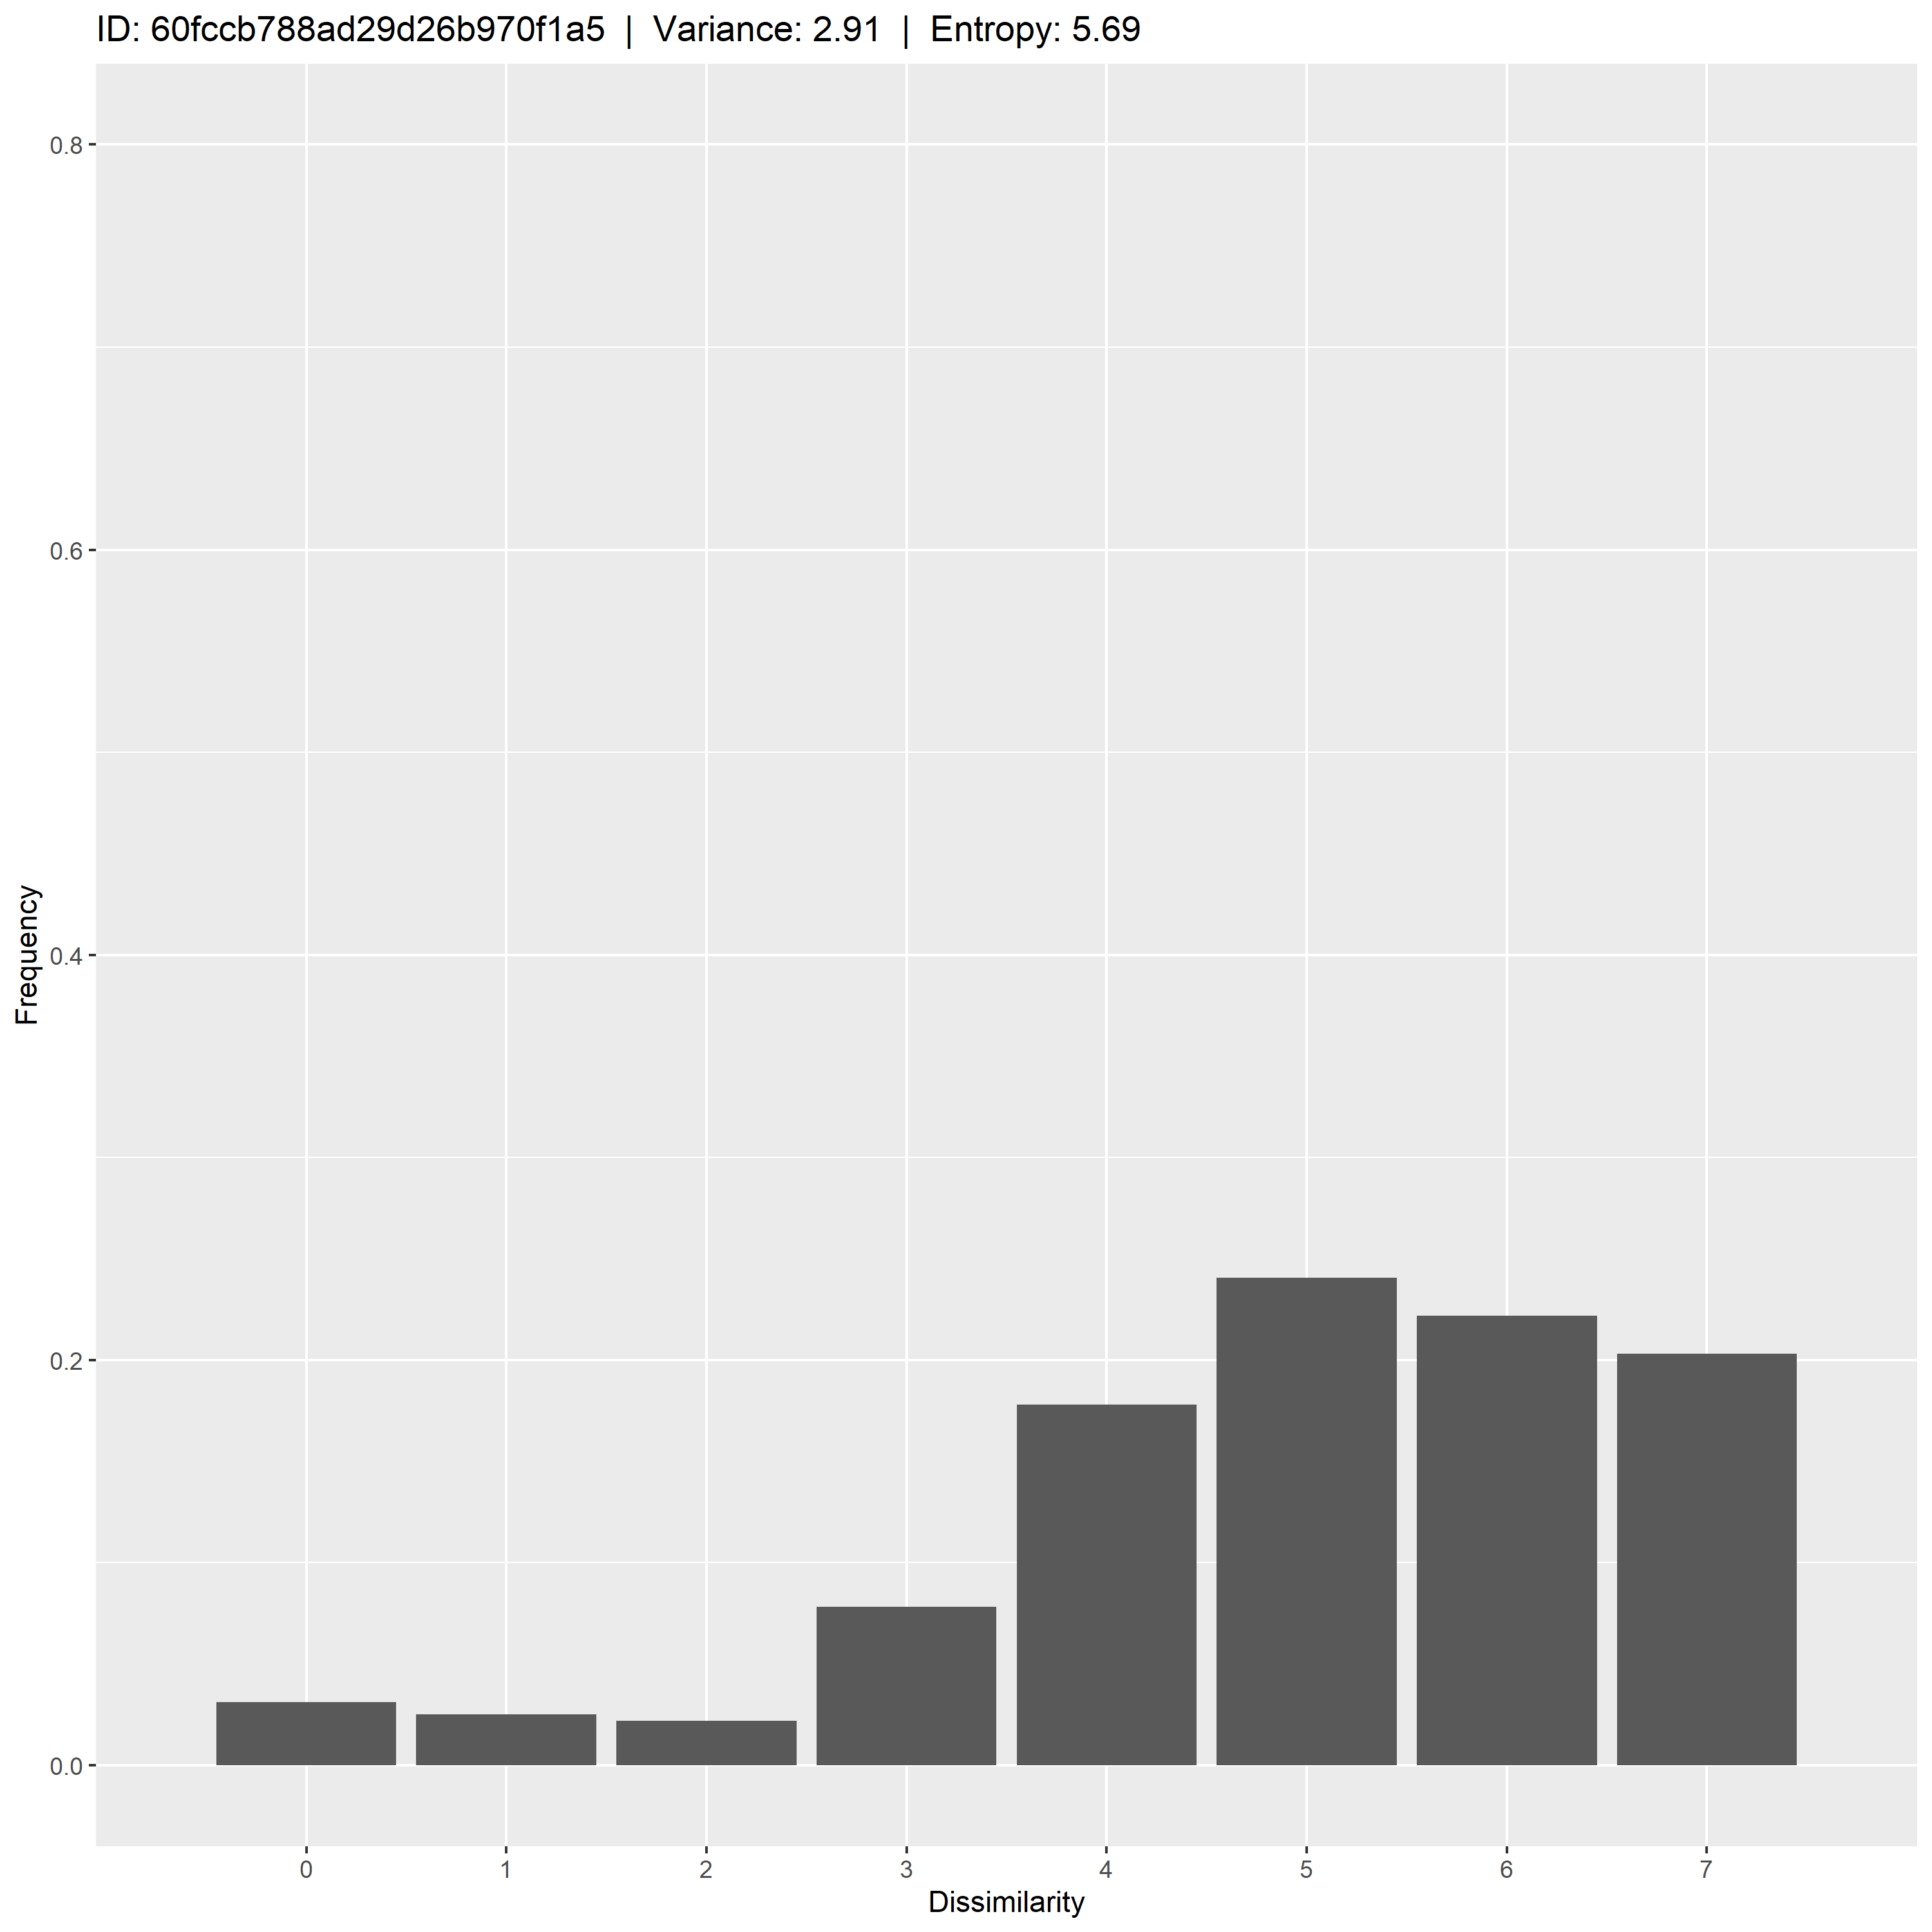 ID: 60fccb788ad29d26b970f1a5 | Variance: 2.91 | Entropy: 5.69
0.8
0.6
0.4
0.2
0.0
Frequency
0 1 2 3 4 5 6 7
Dissimilarity